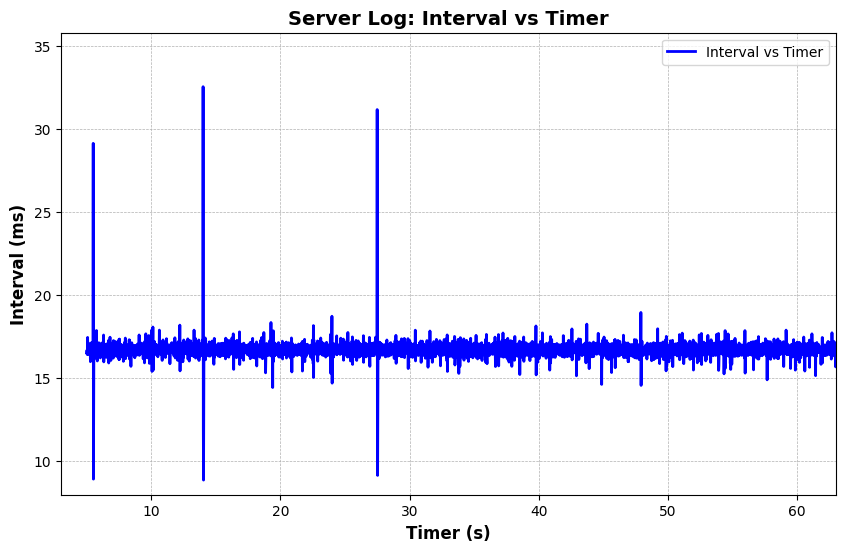 Server Log: Interval vs Timer
Interval vs Timer
Interval (ms)
35
30
25
20
15
10
10 20 30 40 50 60
Timer (s)